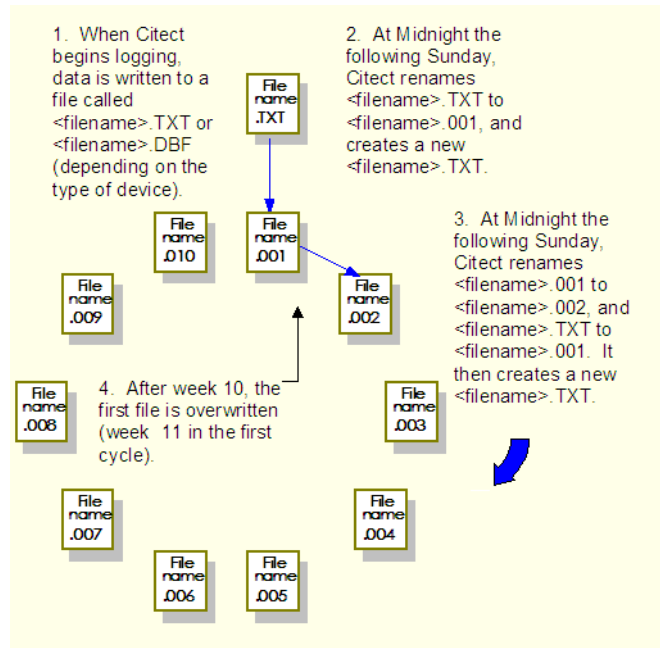 1. When Citect
begins logging,
data is written to a
file called
<filename>.TXT or
<filename>.DBF
(depending on the
type of device).
2. At Midnight the
following Sunday,
Citect renames
<filename>.TXT to
<filename>.001, and
creates a new
<filename>.TXT.
File
name
.TXT
3. At Midnight the
following Sunday,
Citect renames
<filename>.001 to
<filename>.002, and
<filename>.TXT to
<filename>.001. It
then creates a new
<filename>.TXT.
File
name
.010
File
name
.001
File
name
.002
File
name
.009
4. After week 10, the
first file is overwritten
(week 11 in the first
cycle).
File
name
.008
File
name
.003
File
name
.007
File
name
.004
File
name
.006
File
name
.005